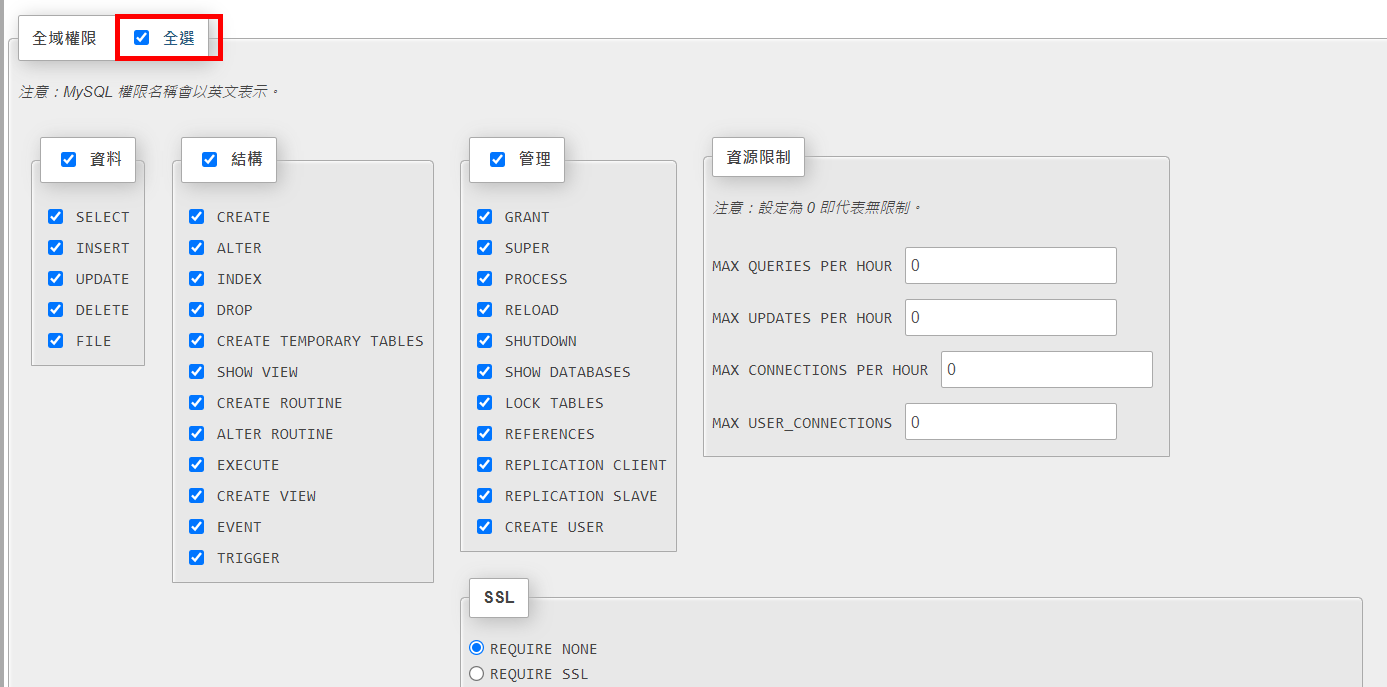 全域權限 全選
注意：MySQL 權限名稱會以英文表示。
資料
SELECT
INSERT
UPDATE
DELETE
FILE
結構
CREATE
ALTER
INDEX
DROP
CREATE TEMPORARY TABLES
SHOW VIEW
CREATE ROUTINE
ALTER ROUTINE
EXECUTE
CREATE VIEW
EVENT
TRIGGER
管理
GRANT
SUPER
PROCESS
RELOAD
SHUTDOWN
SHOW DATABASES
LOCK TABLES
REFERENCES
REPLICATION CLIENT
REPLICATION SLAVE
CREATE USER
資源限制
注意：設定為 0 即代表無限制。
MAX QUERIES PER HOUR 0
MAX UPDATES PER HOUR 0
MAX CONNECTIONS PER HOUR 0
MAX USER_CONNECTIONS 0
SSL
REQUIRE NONE
REQUIRE SSL